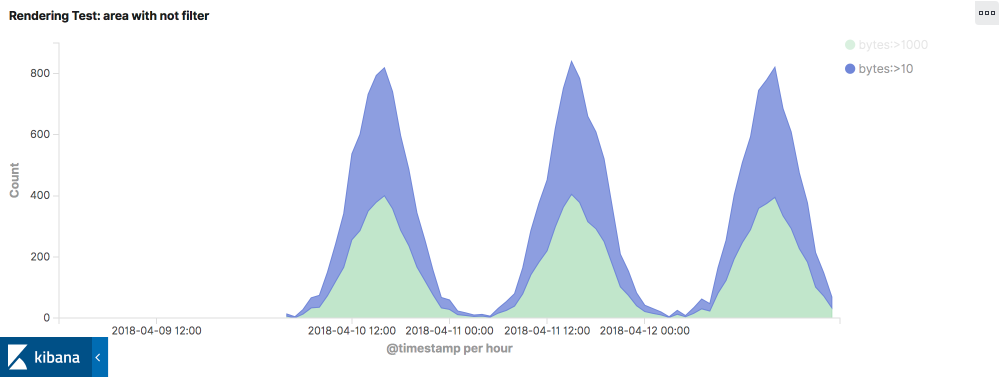 Rendering Test: area with not filter
bytes:>1000
bytes:>10
800
600
400
200
0
Count
2018-04-09 12:00
2018-04-10 12:00
2018-04-11 00:00
2018-04-11 12:00
2018-04-12 00:00
@timestamp per hour
kibana